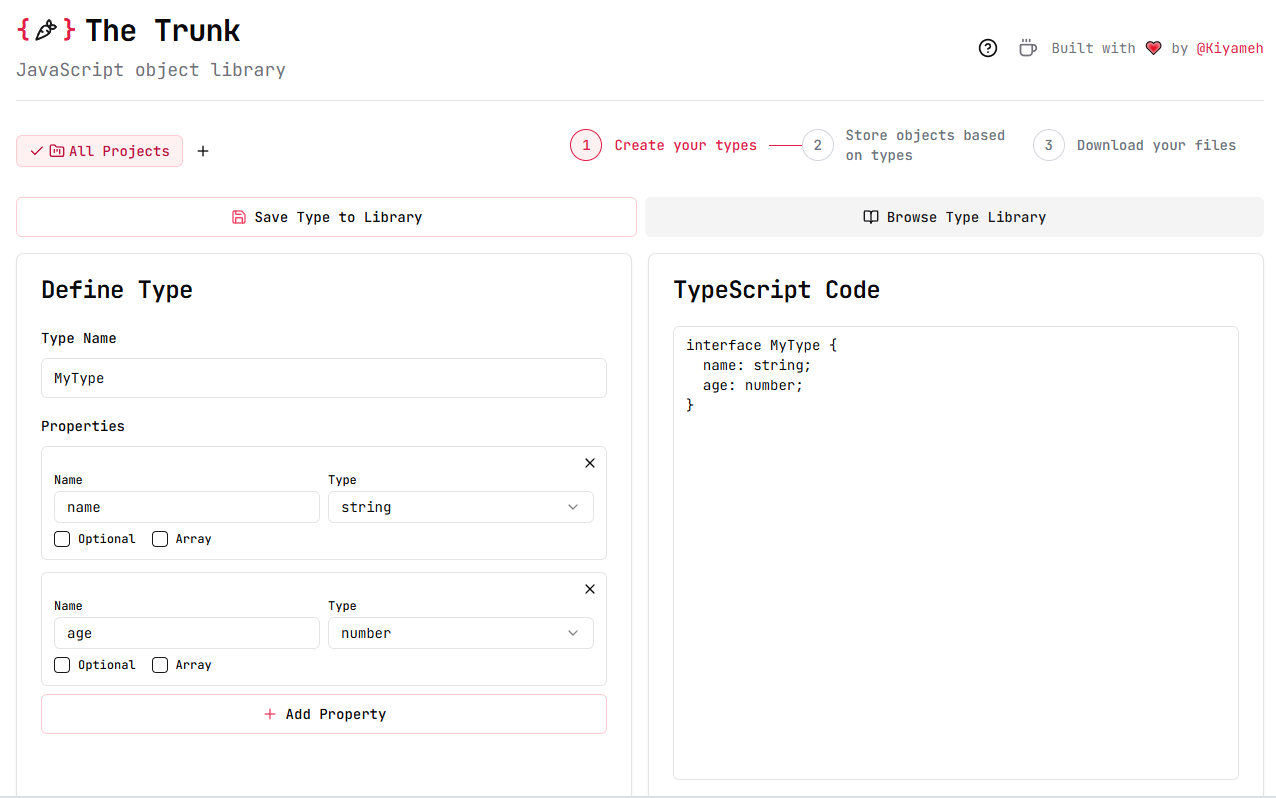 { } The Trunk
JavaScript object library
Built with by @Kiyameh
All Projects
+
1 Create your types
2 Store objects based
on types
3 Download your files
Save Type to Library
Browse Type Library
Define Type
Type Name
MyType
Properties
Name Type
name string
Optional Array
Name Type
age number
Optional Array
+ Add Property
TypeScript Code
interface MyType {
  name: string;
  age: number;
}